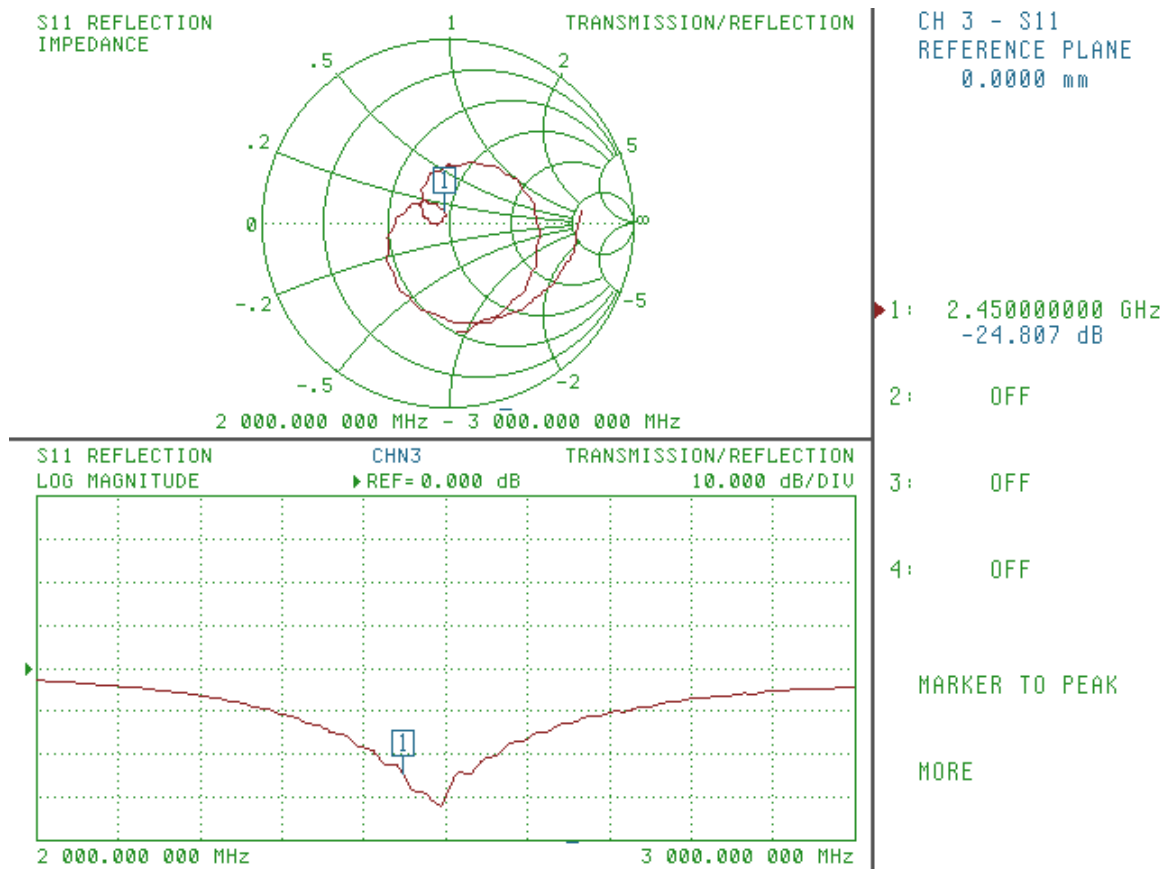 S11 REFLECTION
IMPEDANCE
TRANSMISSION/REFLECTION
1
.5
2
.2
5
1
0
∞
-.2
-5
-.5
-2
2 000.000 000 MHz - 3 000.000 000 MHz
S11 REFLECTION
CHN3
TRANSMISSION/REFLECTION
LOG MAGNITUDE
REF= 0.000 dB
10.000 dB/DIV
1
2 000.000 000 MHz
3 000.000 000 MHz
CH 3 - S11
REFERENCE PLANE
0.0000 mm
1: 2.450000000 GHz
-24.807 dB
2: OFF
3: OFF
4: OFF
MARKER TO PEAK
MORE